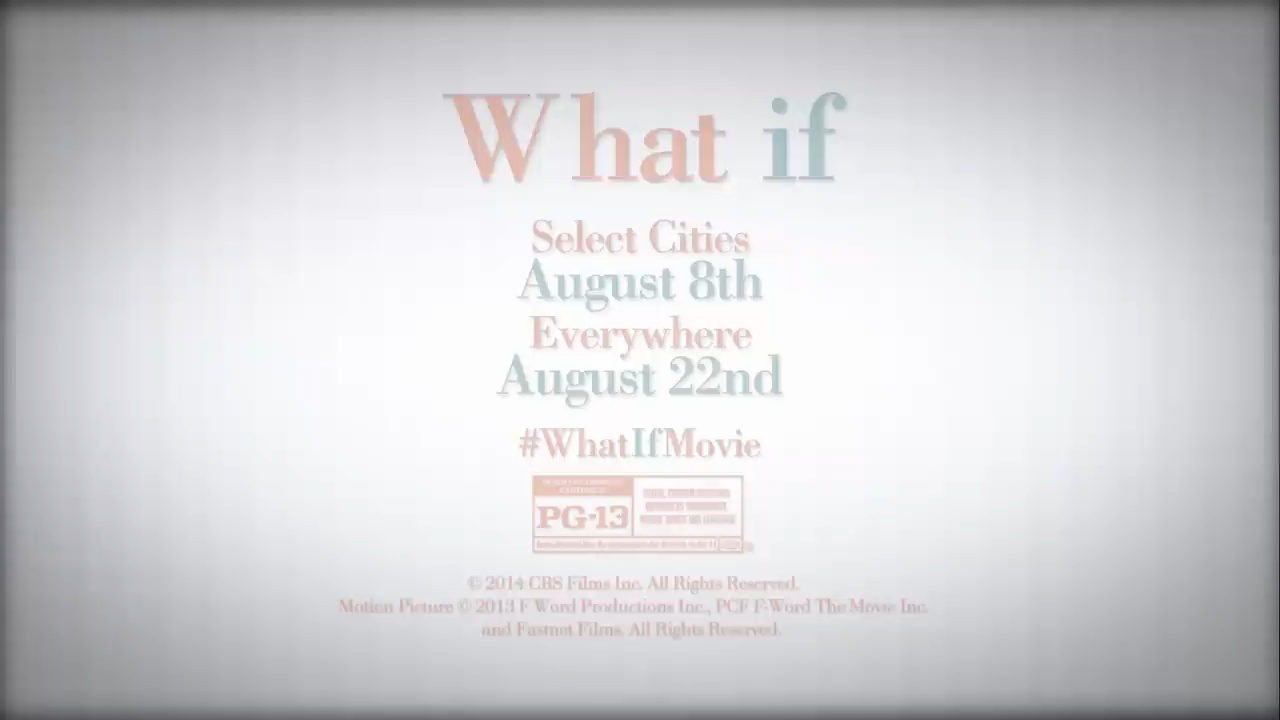 What if
Select Cities
August 8th
Everywhere
August 22nd
#WhatIfMovie
PG-13
© 2014 CBS Films Inc. All Rights Reserved.
Motion Picture © 2013 F Word Productions Inc., PCF F-Word The Movie Inc.
and Fastnet Films. All Rights Reserved.